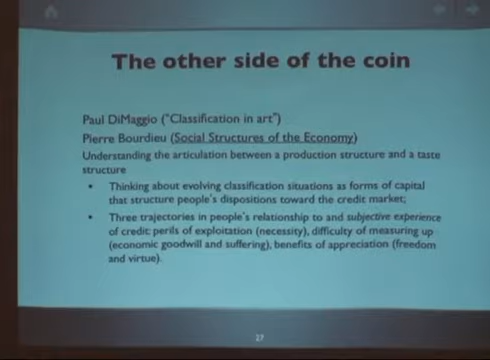 The other side of the coin
Paul DiMaggio ("Classification in art")
Pierre Bourdieu (Social Structures of the Economy)
Understanding the articulation between a production structure and a taste
structure
• Thinking about evolving classification situations as forms of capital
that structure people's dispositions toward the credit market;
• Three trajectories in people's relationship to and subjective experience
of credit perils of exploitation (necessity), difficulty of measuring up
(economic goodwill and suffering), benefits of appreciation (freedom
and virtue).
27